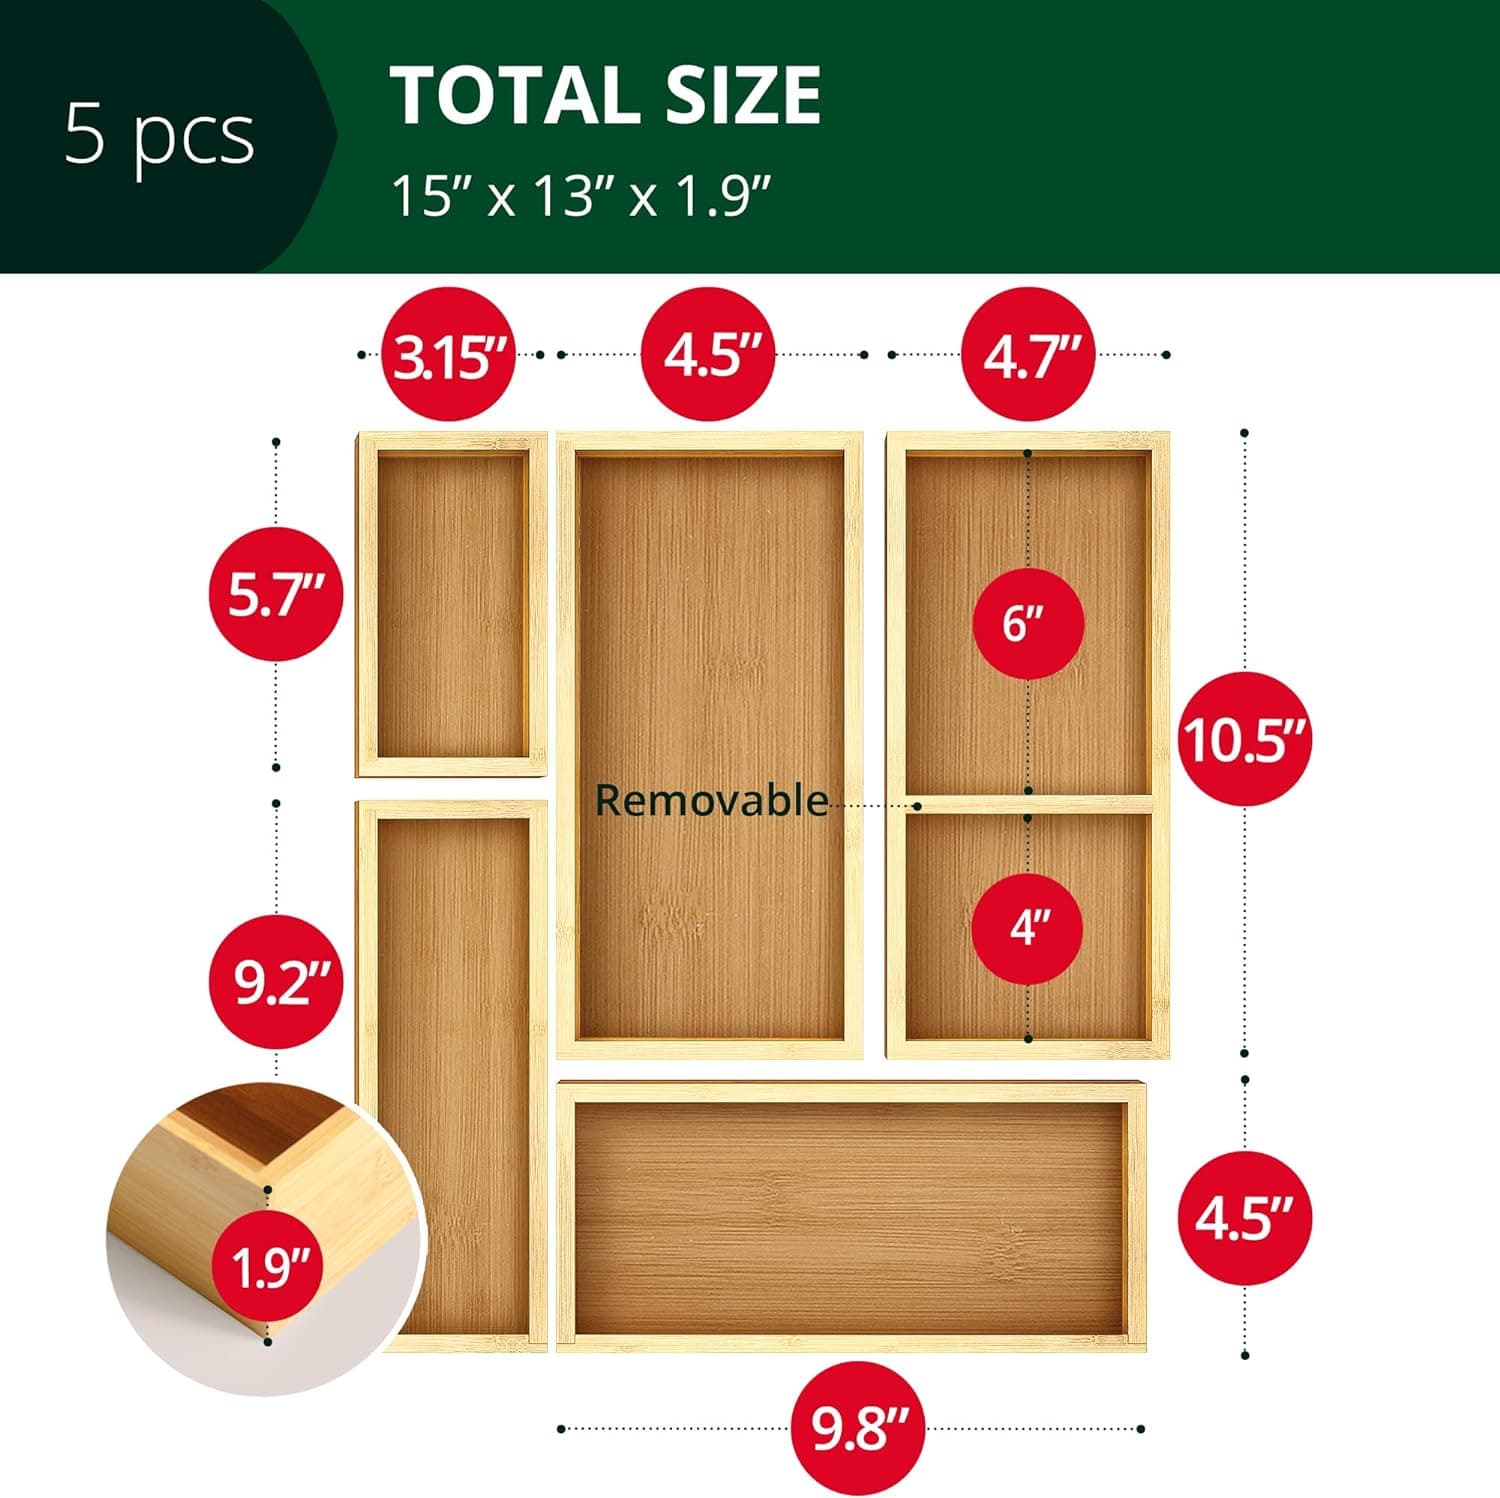 5 pcs
TOTAL SIZE
15” x 13” x 1.9”
3.15”
4.5”
4.7”
5.7”
6”
10.5”
Removable
4”
9.2”
1.9”
4.5”
9.8”